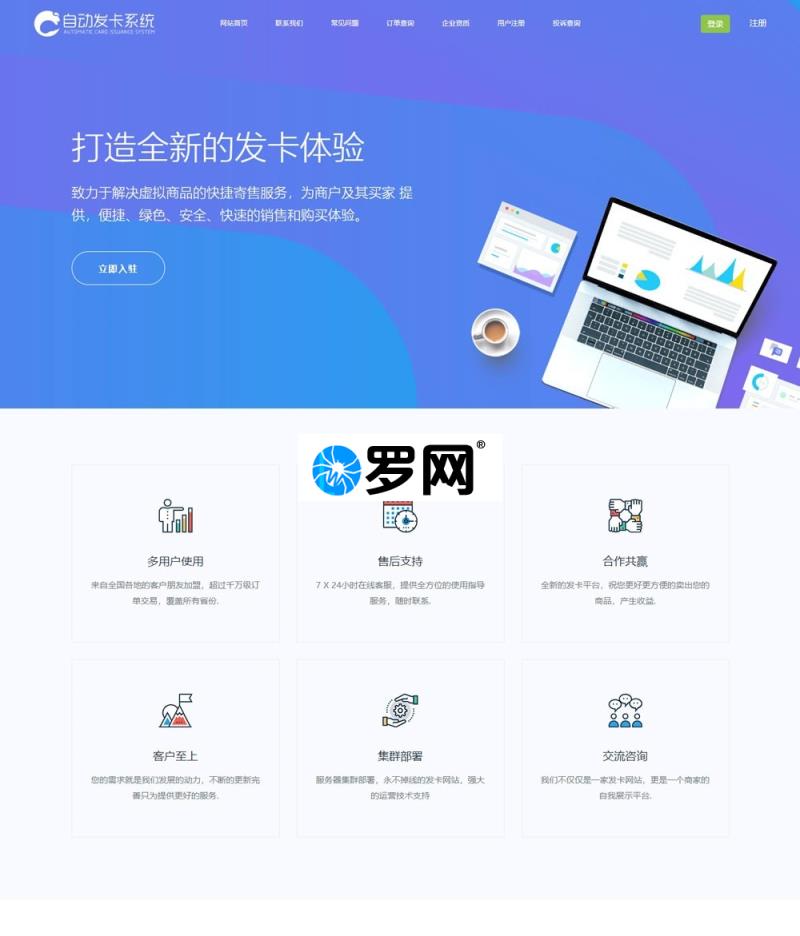 自动发卡系统
AUTOMATIC CARD ISSUANCE SYSTEM
网站首页
联系我们
常见问题
订单查询
企业资质
用户注册
投诉查询
登录
注册
打造全新的发卡体验
致力于解决虚拟商品的快捷寄售服务，为商户及其买家 提
供，便捷、绿色、安全、快速的销售和购买体验。
立即入驻
罗网®
多用户使用
来自全国各地的客户朋友加盟，超过千万级订
单交易，覆盖所有省份.
售后支持
7 X 24小时在线客服，提供全方位的使用指导
服务，随时联系.
合作共赢
全新的发卡平台，祝您更好更方便的卖出您的
商品，产生收益.
客户至上
您的需求就是我们发展的动力，不断的更新完
善只为提供更好的服务.
集群部署
服务器集群部署，永不掉线的发卡网站，强大
的运营技术支持
交流咨询
我们不仅仅是一家发卡网站，更是一个商家的
自我展示平台.